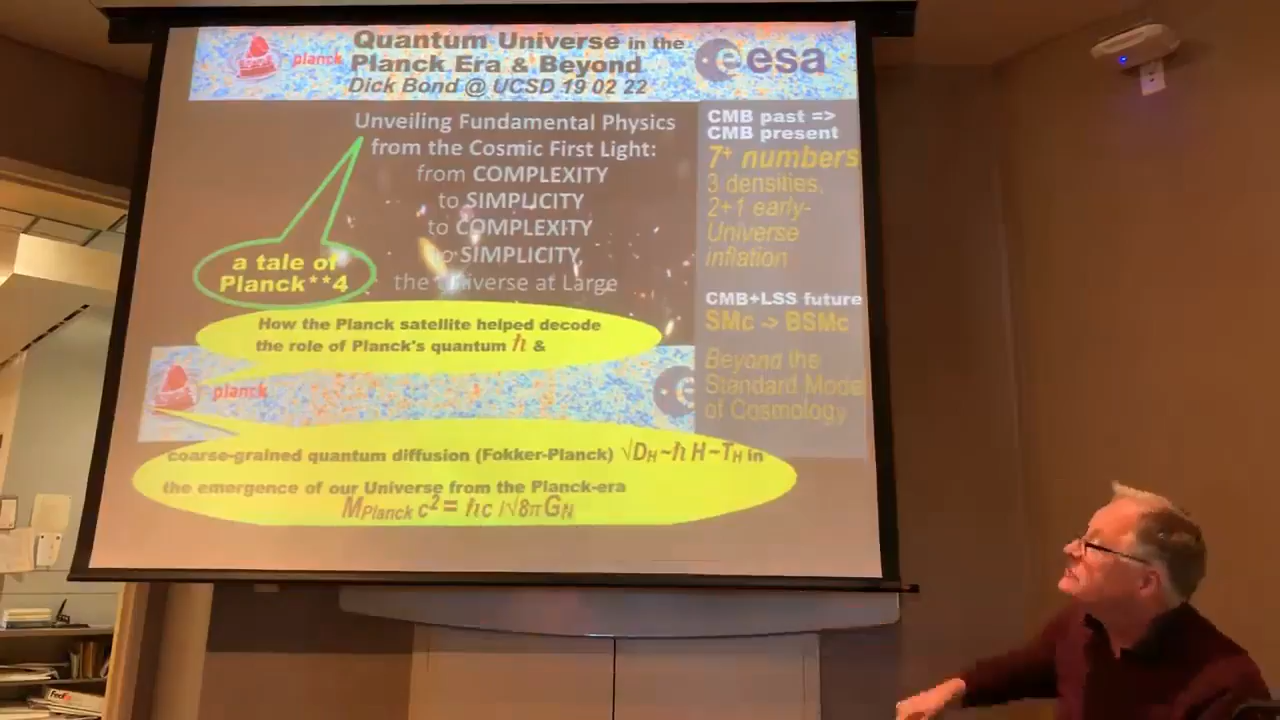 planck
Quantum Universe in the
Planck Era & Beyond
Dick Bond @ UCSD 19 02 22
esa
Unveiling Fundamental Physics
from the Cosmic First Light:
from COMPLEXITY
to SIMPLICITY
to COMPLEXITY
to SIMPLICITY,
the Universe at Large
a tale of
Planck**4
CMB past =>
CMB present
7+ numbers
3 densities,
2+1 early-
Universe
inflation
CMB+LSS future
SMc -> BSMc
Beyond the
Standard Model
of Cosmology
How the Planck satellite helped decode
the role of Planck's quantum ℏ &
planck
coarse-grained quantum diffusion (Fokker-Planck) √DH~ℏ H~TH in
the emergence of our Universe from the Planck-era
MPlanck c²= ℏc /√8πGN
FedEx